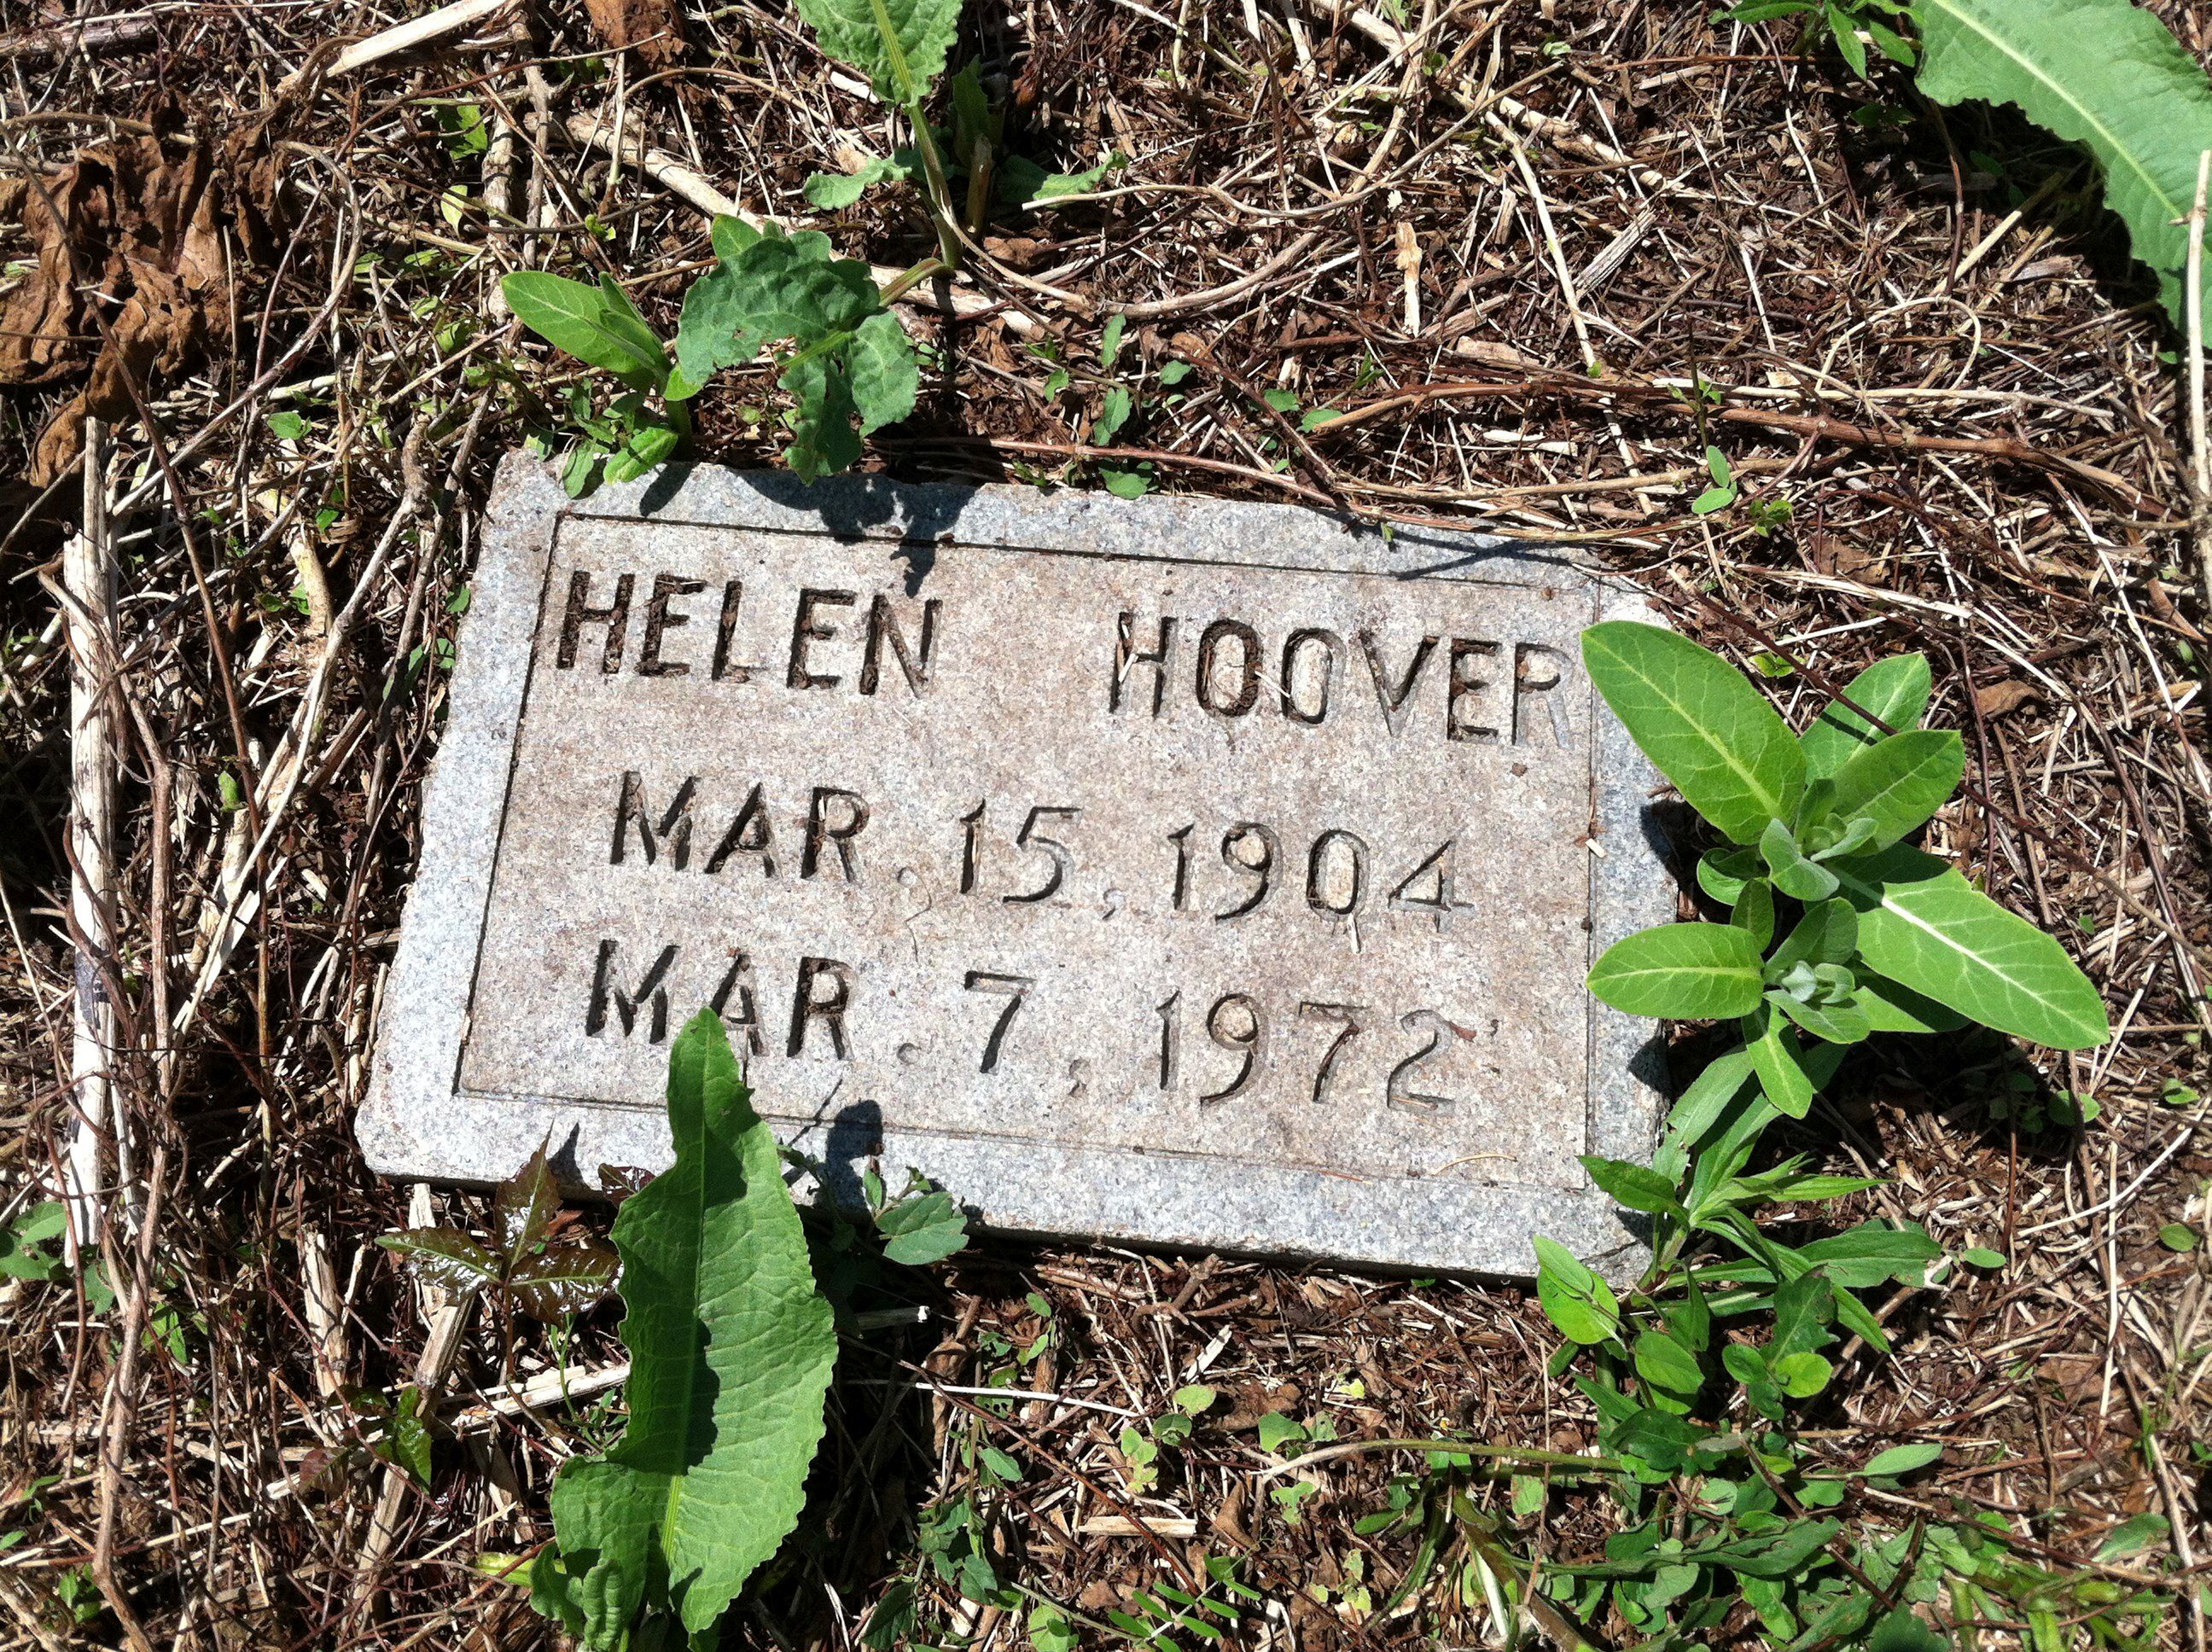 HELEN HOOVER
MAR. 15, 1904
MAR. 7, 1972